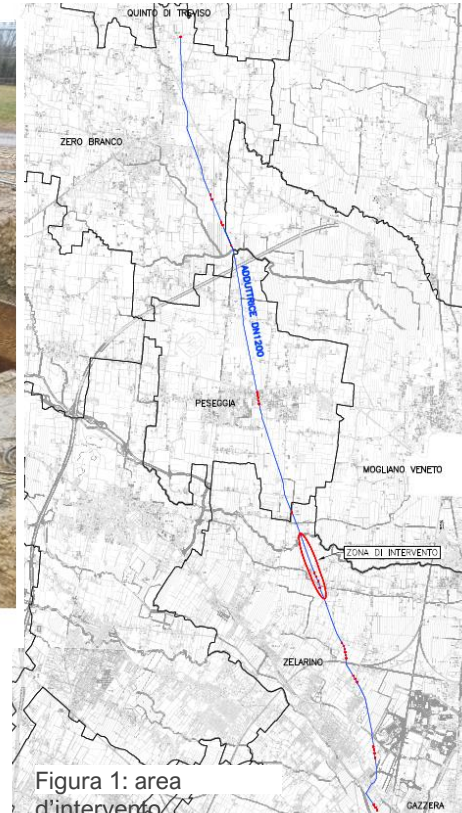 QUINTO DI TREVISO
ZERO BRANCO
ADDUTTRICE DN1200
PESEGGIA
MOGLIANO VENETO
ZONA DI INTERVENTO
ZELARINO
Figura 1: area
d'intervento
GAZZERA